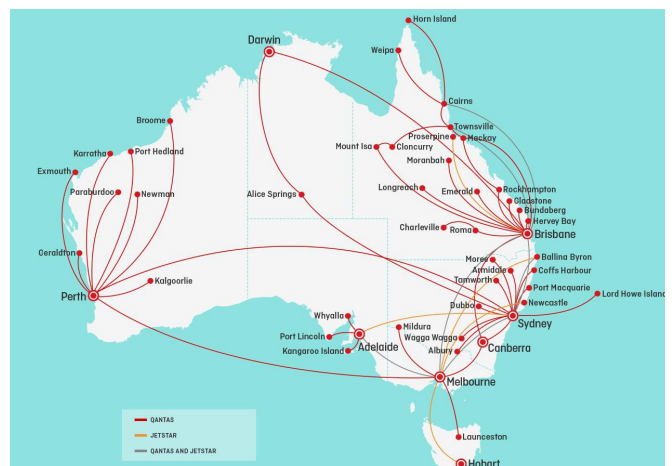 Horn Island
Darwin
Weipa
Cairns
Broome
Townsville
Proserpine
Mackay
Karratha
Port Hedland
Mount Isa
Cloncurry
Moranbah
Exmouth
Paraburdoo
Newman
Alice Springs
Longreach
Emerald
Rockhampton
Gladstone
Bundaberg
Hervey Bay
Charleville
Roma
Brisbane
Geraldton
Moree
Ballina Byron
Armidale
Coffs Harbour
Kalgoorlie
Tamworth
Port Macquarie
Perth
Lord Howe Island
Dubbo
Newcastle
Whyalla
Sydney
Mildura
Port Lincoln
Wagga Wagga
Adelaide
Canberra
Kangaroo Island
Albury
Melbourne
QANTAS
JETSTAR
QANTAS AND JETSTAR
Launceston
Hobart